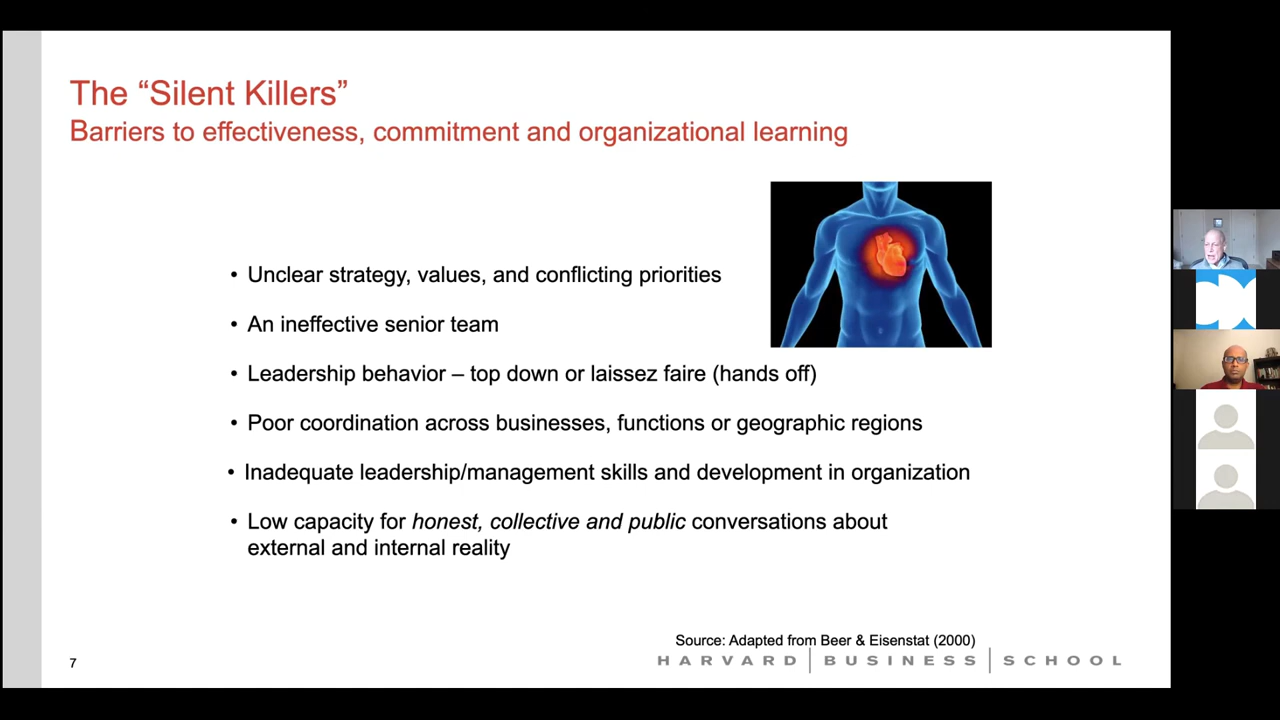 The “Silent Killers”
Barriers to effectiveness, commitment and organizational learning
• Unclear strategy, values, and conflicting priorities
• An ineffective senior team
• Leadership behavior – top down or laissez faire (hands off)
• Poor coordination across businesses, functions or geographic regions
• Inadequate leadership/management skills and development in organization
• Low capacity for honest, collective and public conversations about
external and internal reality
Source: Adapted from Beer & Eisenstat (2000)
HARVARD | BUSINESS | SCHOOL
7